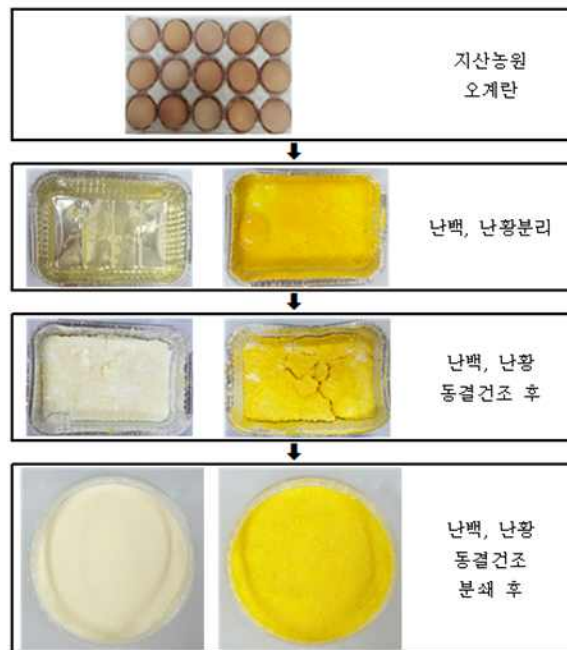 지산농원
오계란
난백, 난황분리
난백, 난황
동결건조 후
난백, 난황
동결건조
분쇄 후